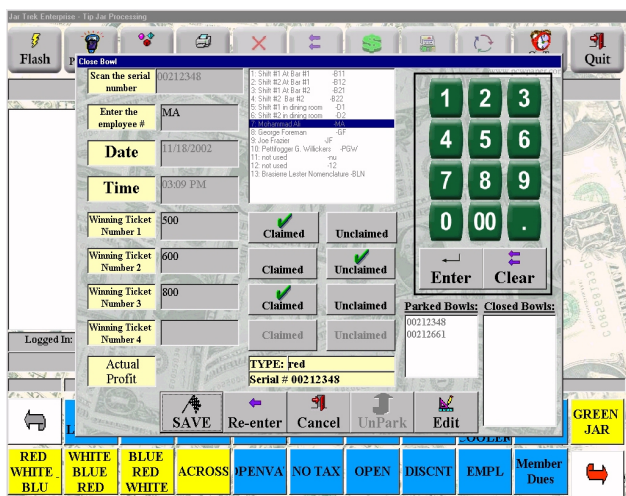 Jar Trek Enterprise - Tip Jar Processing
Flash
Quit
Close Bowl
Scan the serial
number
00212348
Enter the
employee #
MA
Date
11/18/2002
Time
03:09 PM
1: Shift #1 At Bar #1 -B11
2: Shift #2 At Bar #1 -B12
3: Shift #1 At Bar #2 -B21
4: Shift #2 Bar #2 -B22
5: Shift #1 in dining room -D1
6: Shift #2 in dining room -D2
7: Mohammad Ali -MA
8: George Foreman -GF
9: Joe Frazier -JF
10: Pettifogger G. Willickers -PGW
11: not used -nu
12: not used -12
13: Brasiene Lester Nomenclature -BLN
1 2 3
4 5 6
7 8 9
0 00 .
Enter Clear
Winning Ticket
Number 1
500
Claimed Unclaimed
Winning Ticket
Number 2
600
Claimed Unclaimed
Winning Ticket
Number 3
800
Claimed Unclaimed
Winning Ticket
Number 4
Claimed Unclaimed
Parked Bowls: Closed Bowls:
00212348
00212661
Logged In:
Actual
Profit
TYPE: red
Serial # 00212348
SAVE Re-enter Cancel UnPark Edit
COOLER
GREEN
JAR
RED
WHITE
BLU
WHITE
BLUE
RED
BLUE
RED
WHITE
ACROSS
OPENVA
NO TAX
OPEN
DISCNT
EMPL
Member
Dues